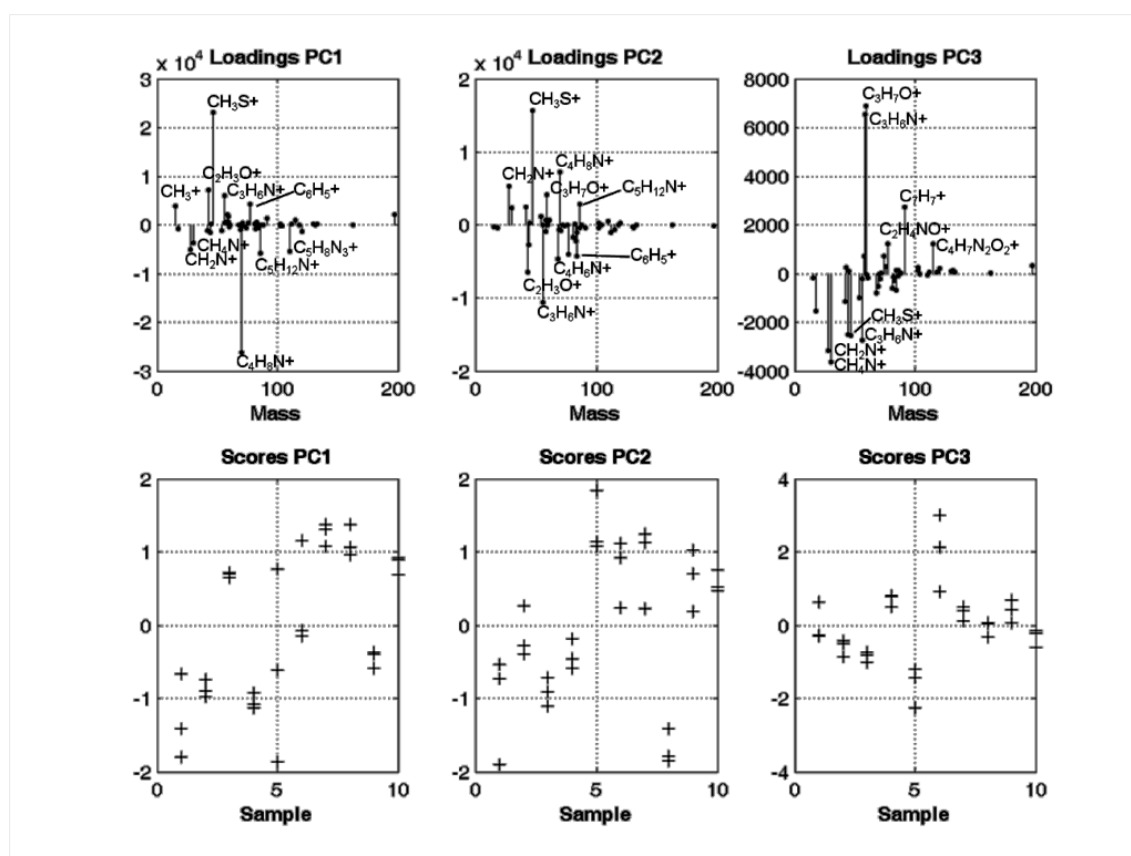 x 10⁴ Loadings PC1
3
2
1
0
-1
-2
-3
CH₃S+
C₂H₃O+
CH₃+
C₃H₆N+
C₆H₅+
CH₄N+
CH₂N+
C₅H₈N₃+
C₅H₁₂N+
C₄H₈N+
0
100
200
Mass
x 10⁴ Loadings PC2
2
1
0
-1
-2
CH₃S+
C₄H₈N+
CH₂N+
C₃H₇O+
C₅H₁₂N+
C₄H₆N+
C₆H₅+
C₂H₃O+
C₃H₆N+
0
100
200
Mass
Loadings PC3
8000
6000
4000
2000
0
-2000
-4000
C₃H₇O+
C₃H₆N+
C₇H₇+
C₂H₄NO+
C₄H₇N₂O₂+
CH₃S+
C₃H₆N+
CH₂N+
CH₄N+
0
100
200
Mass
Scores PC1
2
1
0
-1
-2
0
5
10
Sample
Scores PC2
2
1
0
-1
-2
0
5
10
Sample
Scores PC3
4
2
0
-2
-4
0
5
10
Sample